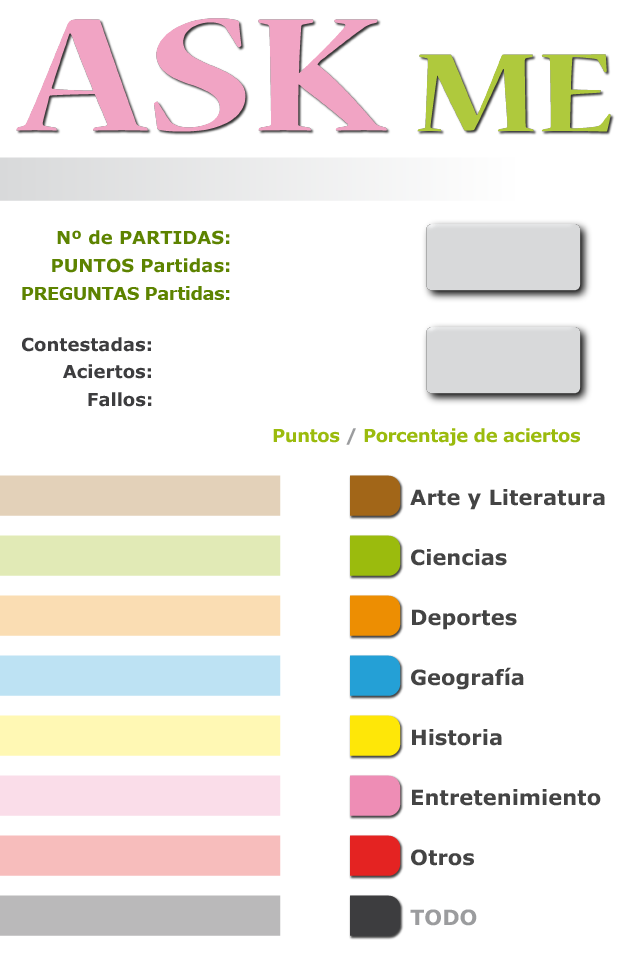 ASK ME
Nº de PARTIDAS:
PUNTOS Partidas:
PREGUNTAS Partidas:
Contestadas:
Aciertos:
Fallos:
Puntos / Porcentaje de aciertos
Arte y Literatura
Ciencias
Deportes
Geografía
Historia
Entretenimiento
Otros
TODO